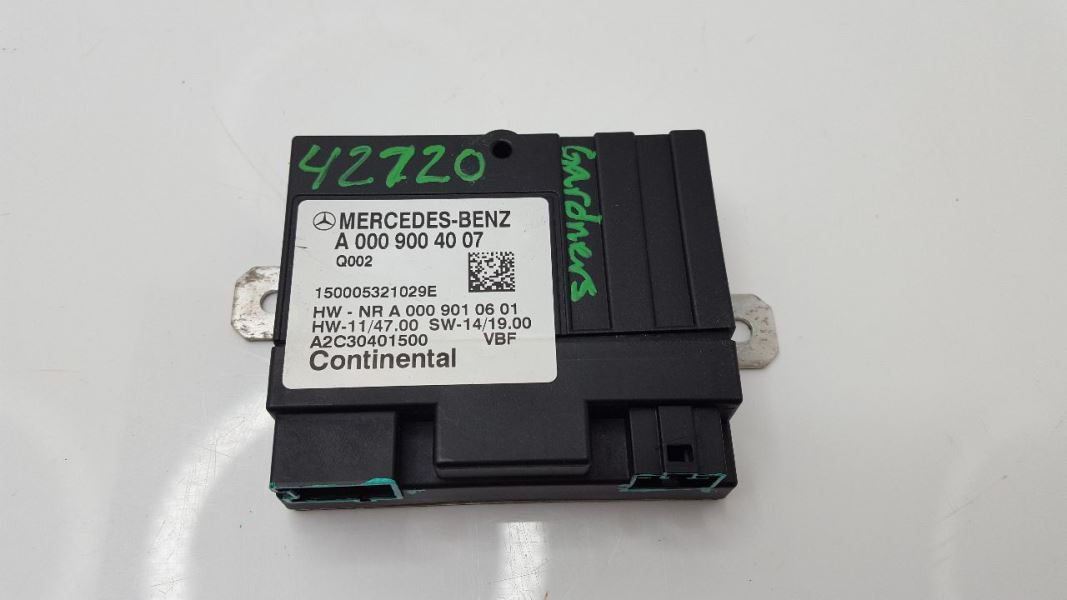 42720
Gardners
MERCEDES-BENZ
A 000 900 40 07
Q002
150005321029E
HW - NR A 000 901 06 01
HW-11/47.00 SW-14/19.00
A2C30401500 VBF
Continental